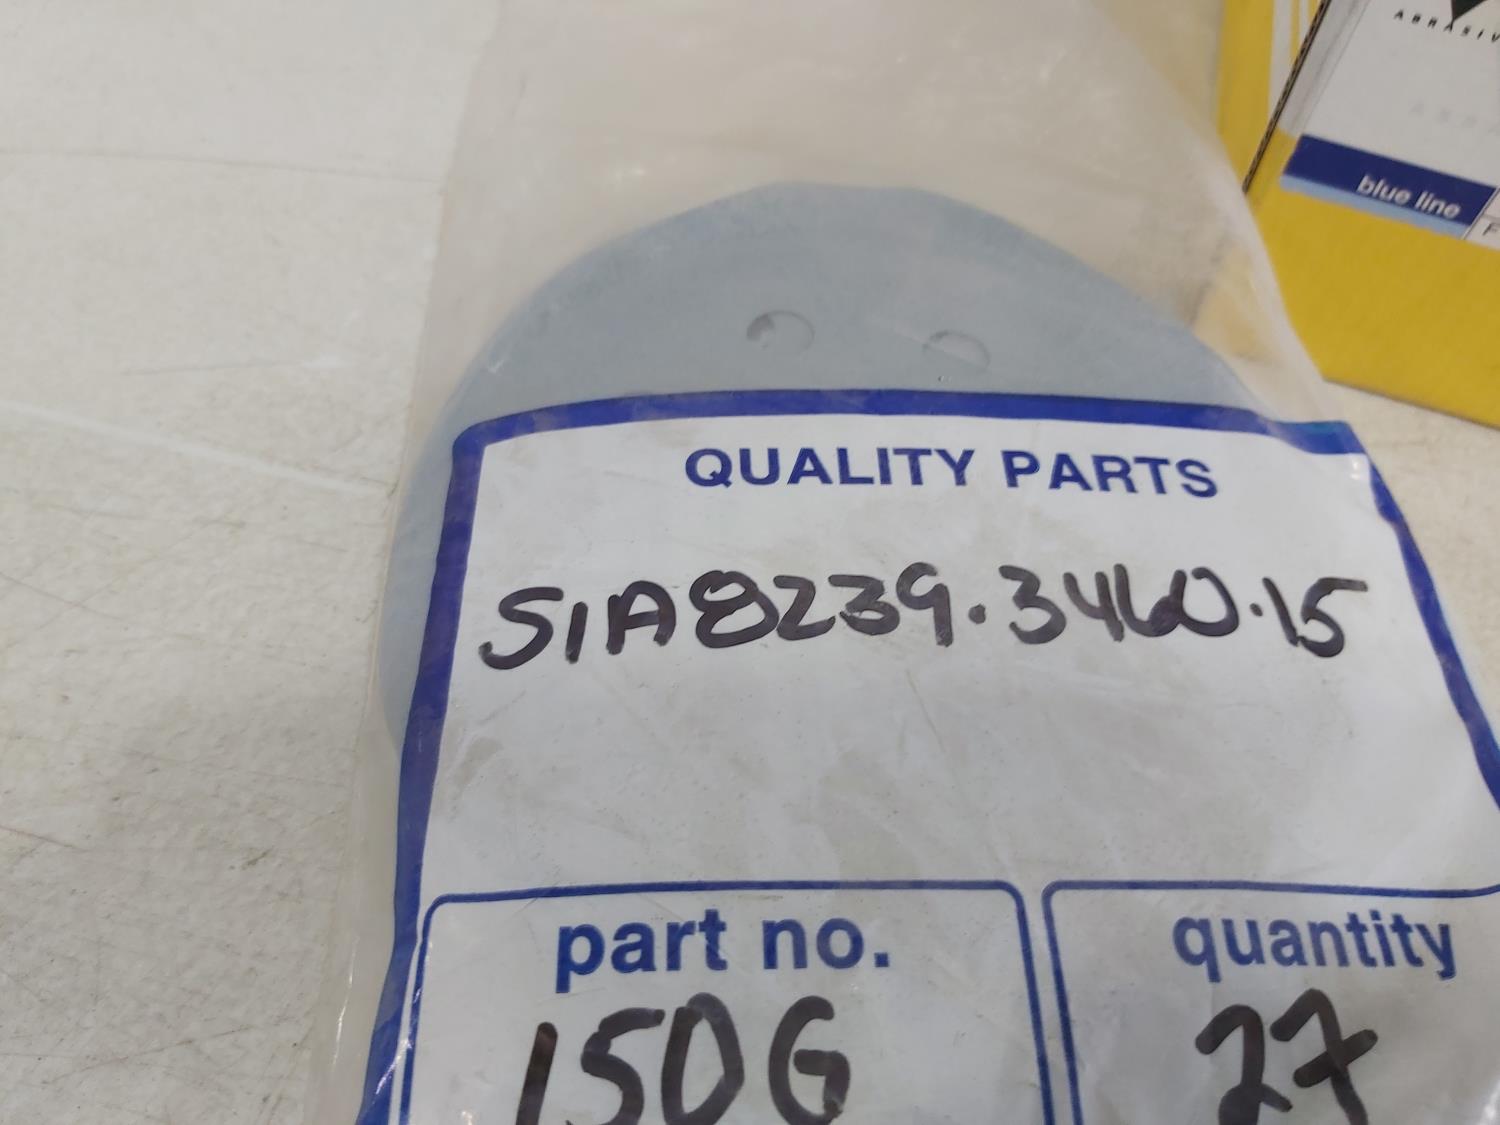 blue line
QUALITY PARTS
SIA8239.3460.15
part no.
quantity
150G
27